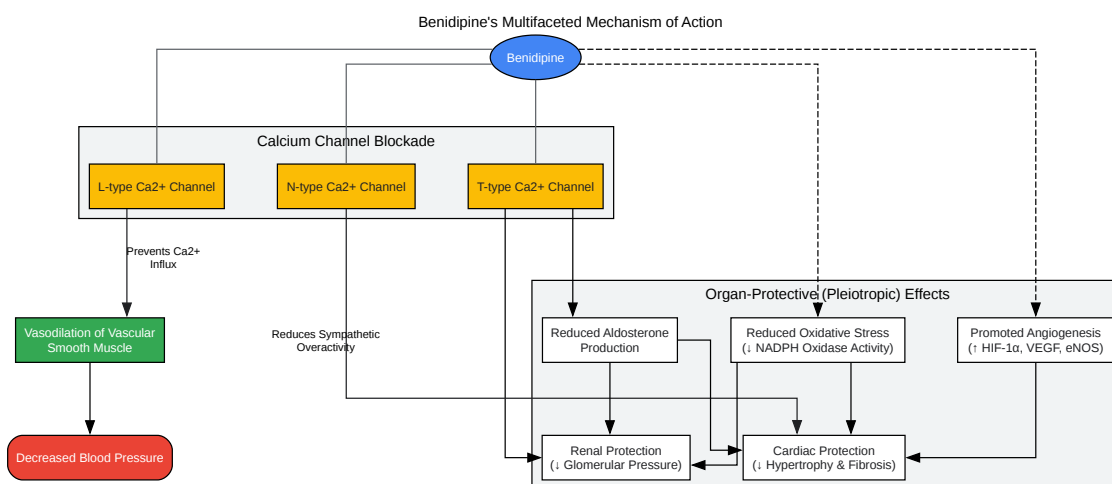 Benidipine's Multifaceted Mechanism of Action
Benidipine
Calcium Channel Blockade
L-type Ca2+ Channel
N-type Ca2+ Channel
T-type Ca2+ Channel
Prevents Ca2+
Influx
Organ-Protective (Pleiotropic) Effects
Vasodilation of Vascular
Smooth Muscle
Reduces Sympathetic
Overactivity
Reduced Aldosterone
Production
Reduced Oxidative Stress
(↓ NADPH Oxidase Activity)
Promoted Angiogenesis
(↑ HIF-1α, VEGF, eNOS)
Decreased Blood Pressure
Renal Protection
(↓ Glomerular Pressure)
Cardiac Protection
(↓ Hypertrophy & Fibrosis)